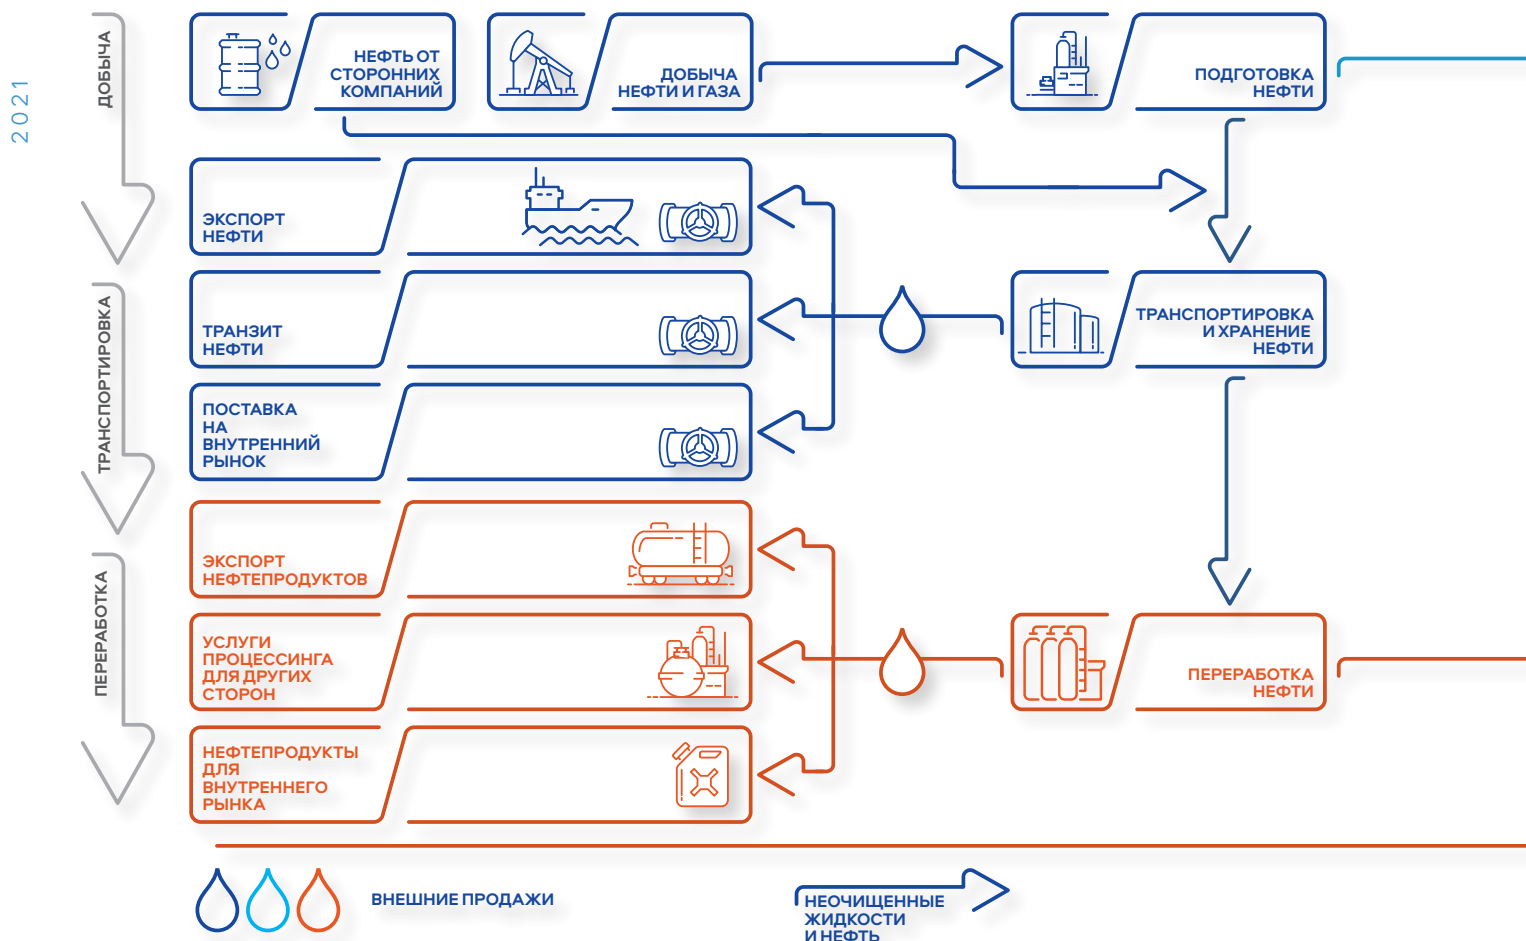 2021
ДОБЫЧА
НЕФТЬ ОТ
СТОРОННИХ
КОМПАНИЙ
ДОБЫЧА
НЕФТИ И ГАЗА
ПОДГОТОВКА
НЕФТИ
ЭКСПОРТ
НЕФТИ
ТРАНСПОРТИРОВКА
ТРАНЗИТ
НЕФТИ
ТРАНСПОРТИРОВКА
И ХРАНЕНИЕ
НЕФТИ
ПОСТАВКА
НА
ВНУТРЕННИЙ
РЫНОК
ПЕРЕРАБОТКА
ЭКСПОРТ
НЕФТЕПРОДУКТОВ
УСЛУГИ
ПРОЦЕССИНГА
ДЛЯ ДРУГИХ
СТОРОН
ПЕРЕРАБОТКА
НЕФТИ
НЕФТЕПРОДУКТЫ
ДЛЯ
ВНУТРЕННЕГО
РЫНКА
ВНЕШНИЕ ПРОДАЖИ
НЕОЧИЩЕННЫЕ
ЖИДКОСТИ
И НЕФТЬ